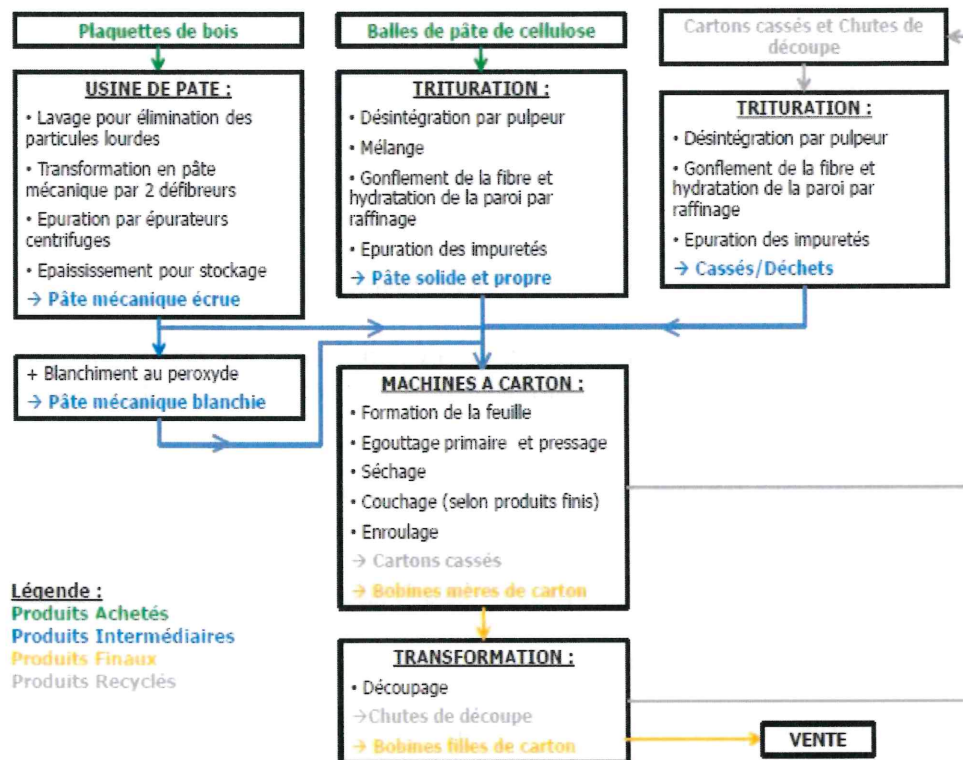 Plaquettes de bois
USINE DE PATE :
• Lavage pour élimination des
particules lourdes
• Transformation en pâte
mécanique par 2 défibreurs
• Epuration par épurateurs
centrifuges
• Epaississement pour stockage
→ Pâte mécanique écrue
+ Blanchiment au peroxyde
→ Pâte mécanique blanchie
Balles de pâte de cellulose
TRITURATION :
• Désintégration par pulpeur
• Mélange
• Gonflement de la fibre et
hydratation de la paroi par
raffinage
• Epuration des impuretés
→ Pâte solide et propre
Cartons cassés et Chutes de
découpe
TRITURATION :
• Désintégration par pulpeur
• Gonflement de la fibre et
hydratation de la paroi par
raffinage
• Epuration des impuretés
→ Cassés/Déchets
MACHINES A CARTON :
• Formation de la feuille
• Egouttage primaire et pressage
• Séchage
• Couchage (selon produits finis)
• Enroulage
→ Cartons cassés
→ Bobines mères de carton
TRANSFORMATION :
• Découpage
→Chutes de découpe
→ Bobines filles de carton
VENTE
Légende :
Produits Achetés
Produits Intermédiaires
Produits Finaux
Produits Recyclés